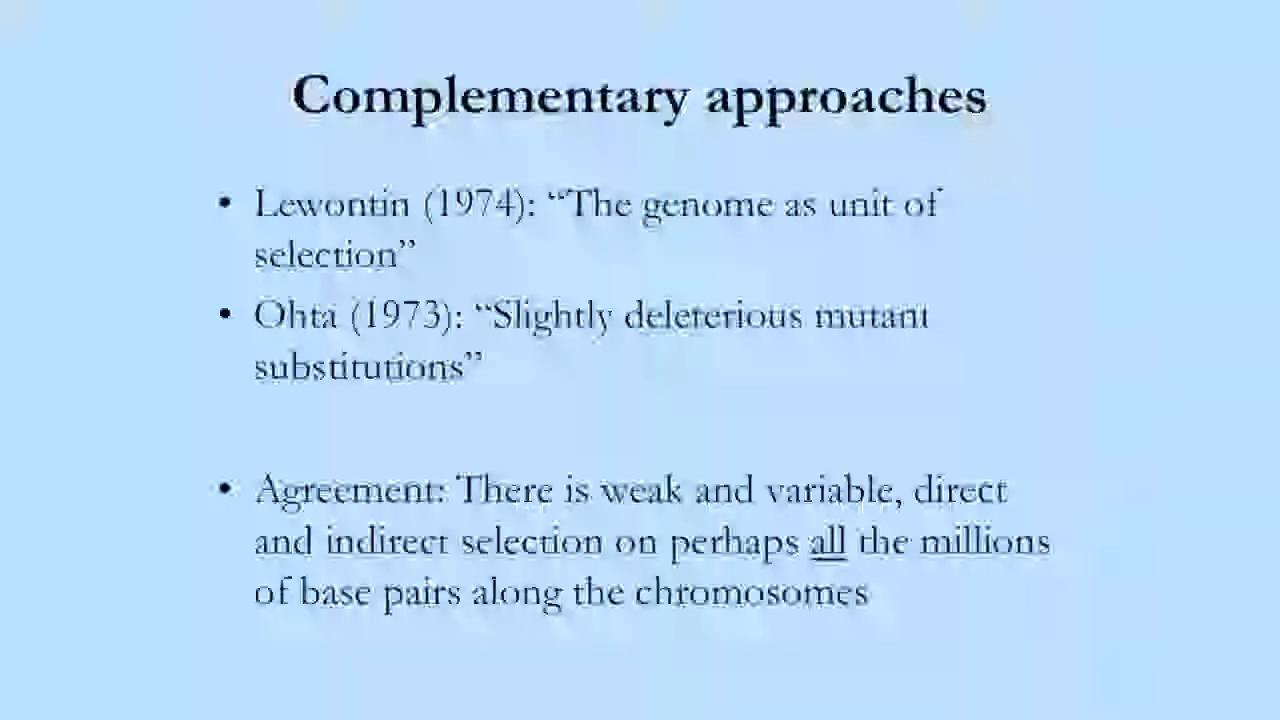 Complementary approaches
• Lewontin (1974): “The genome as unit of
selection”
• Ohta (1973): “Slightly deleterious mutant
substitutions”
• Agreement: There is weak and variable, direct
and indirect selection on perhaps all the millions
of base pairs along the chromosomes